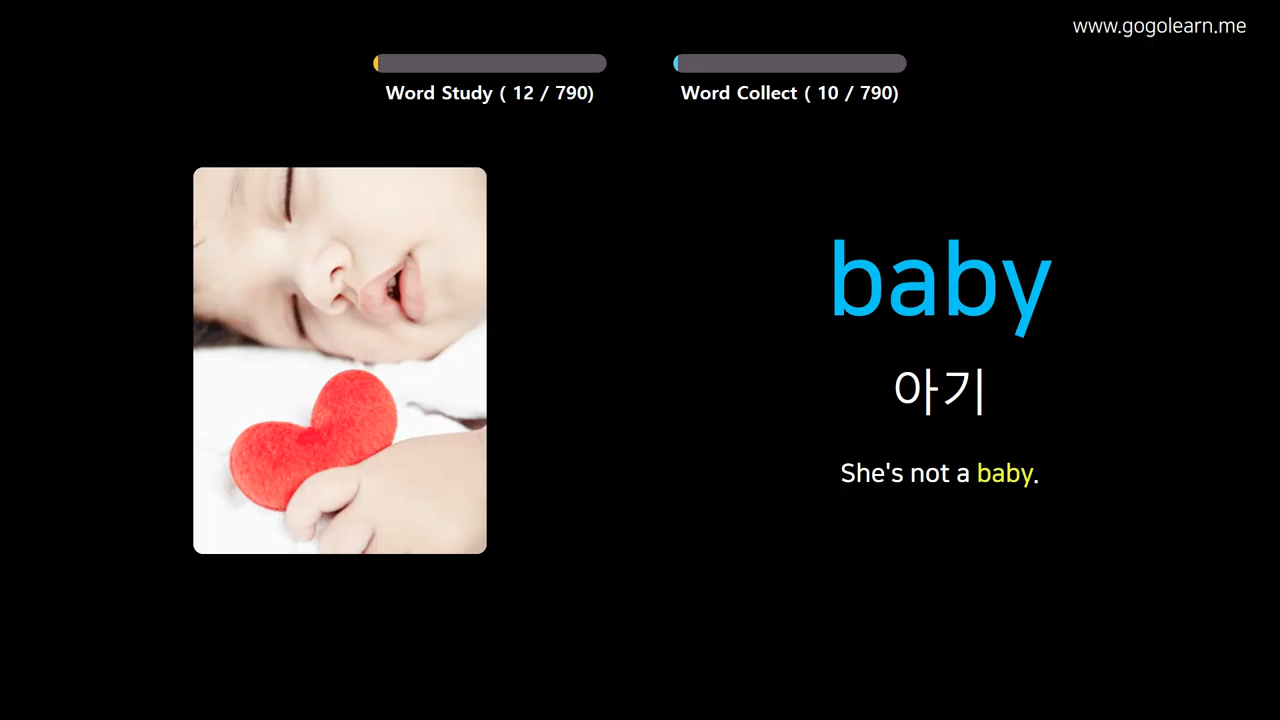 www.gogolearn.me
Word Study ( 12 / 790)
Word Collect ( 10 / 790)
baby
아기
She's not a baby.